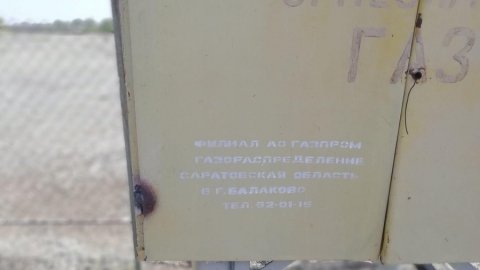 ГАЗ
ФИЛИАЛ АО ГАЗПРОМ
ГАЗОРАСПРЕДЕЛЕНИЕ
САРАТОВСКАЯ ОБЛАСТЬ
В Г. БАЛАКОВО
ТЕЛ. 32-01-15